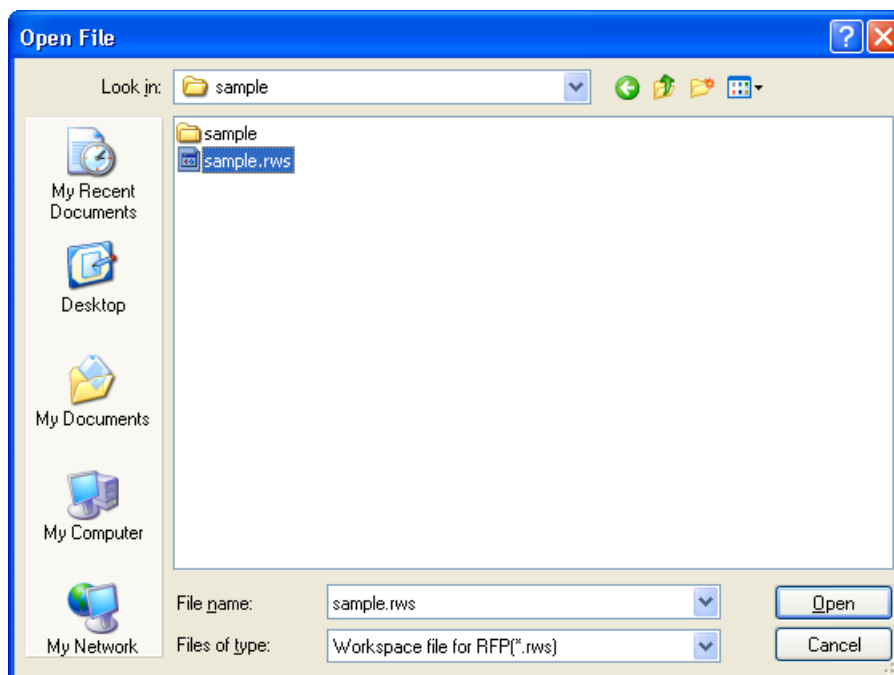 Open File
Look in:
sample
sample
sample.rws
My Recent
Documents
Desktop
My Documents
My Computer
My Network
File name:
sample.rws
Open
Files of type:
Workspace file for RFP(*.rws)
Cancel